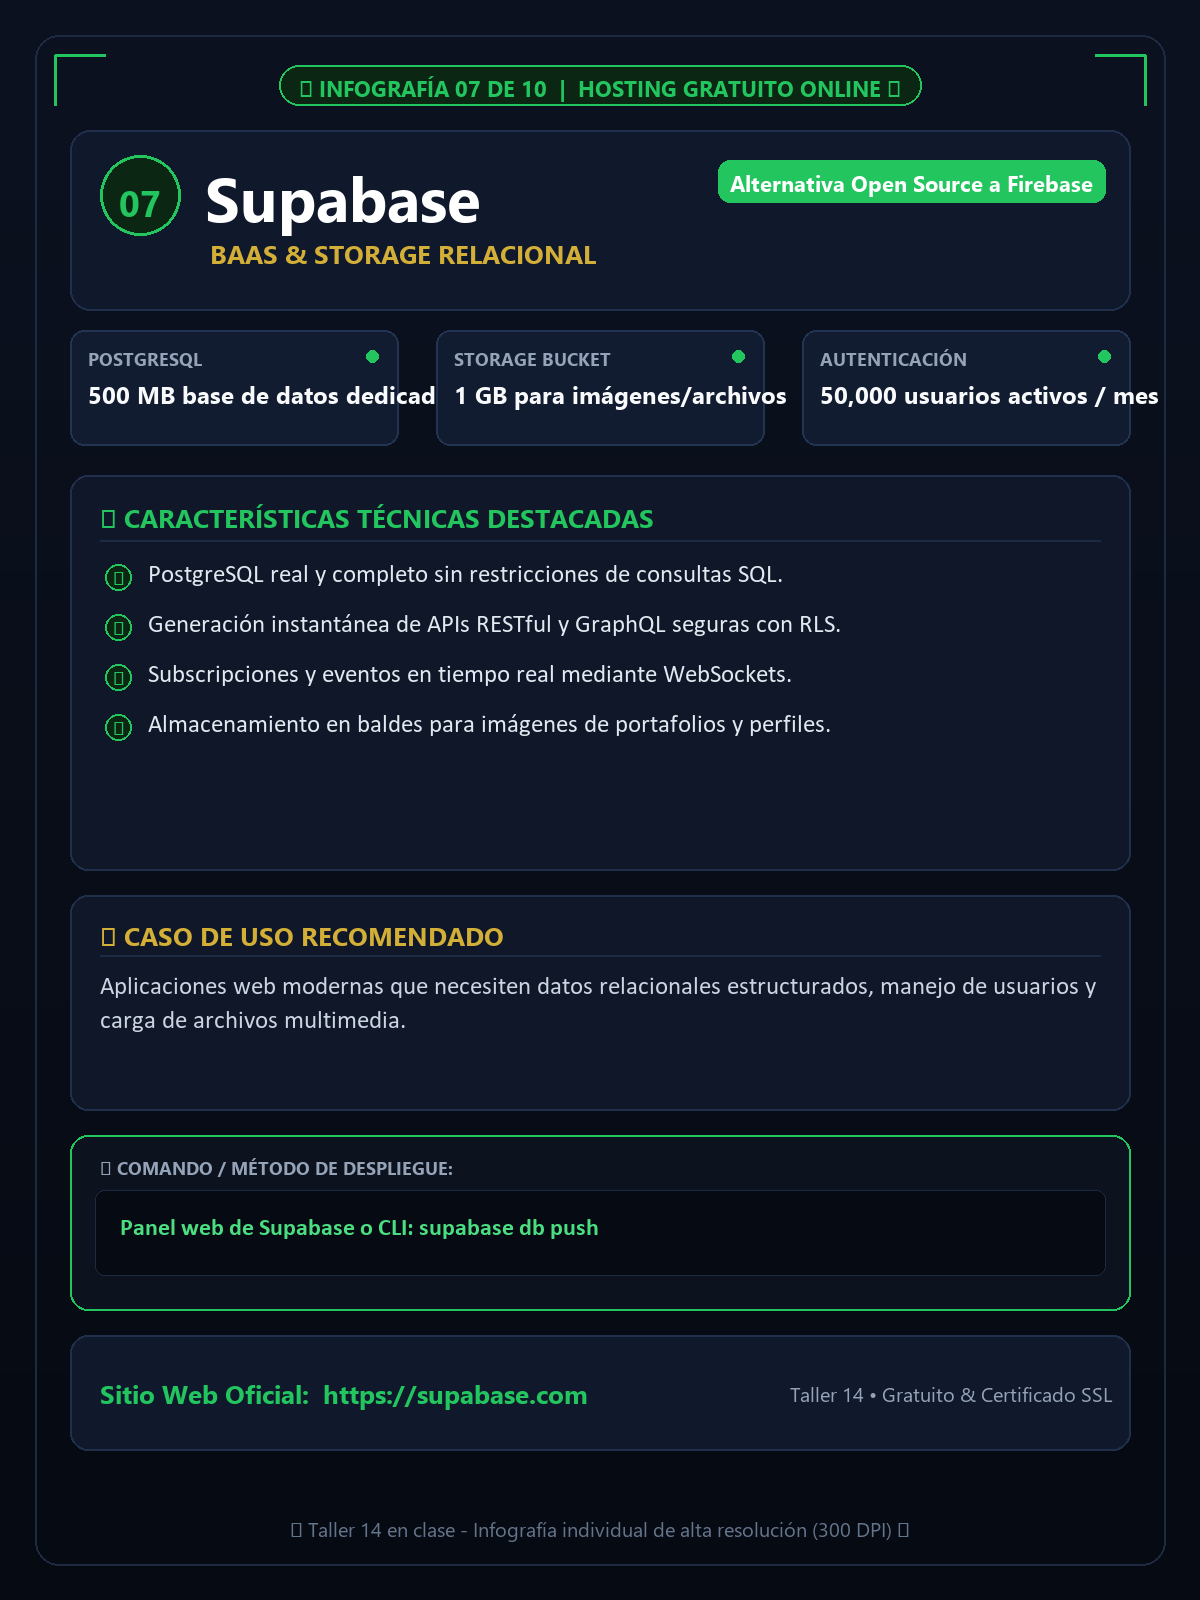 INFOGRAFÍA 07 DE 10 | HOSTING GRATUITO ONLINE
07
Supabase
Alternativa Open Source a Firebase
BAAS & STORAGE RELACIONAL
POSTGRESQL
500 MB base de datos dedicad
STORAGE BUCKET
1 GB para imágenes/archivos
AUTENTICACIÓN
50,000 usuarios activos / mes
CARACTERÍSTICAS TÉCNICAS DESTACADAS
PostgreSQL real y completo sin restricciones de consultas SQL.
Generación instantánea de APIs RESTful y GraphQL seguras con RLS.
Subscripciones y eventos en tiempo real mediante WebSockets.
Almacenamiento en baldes para imágenes de portafolios y perfiles.
CASO DE USO RECOMENDADO
Aplicaciones web modernas que necesiten datos relacionales estructurados, manejo de usuarios y
carga de archivos multimedia.
COMANDO / MÉTODO DE DESPLIEGUE:
Panel web de Supabase o CLI: supabase db push
Sitio Web Oficial: https://supabase.com
Taller 14 • Gratuito & Certificado SSL
Taller 14 en clase - Infografía individual de alta resolución (300 DPI)